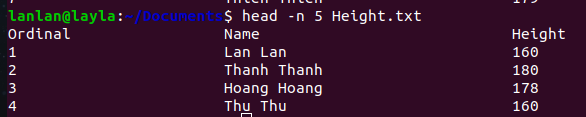 lanlan@layla:~/Documents$ head -n 5 Height.txt
Ordinal Name Height
1 Lan Lan 160
2 Thanh Thanh 180
3 Hoang Hoang 178
4 Thu Thu 160